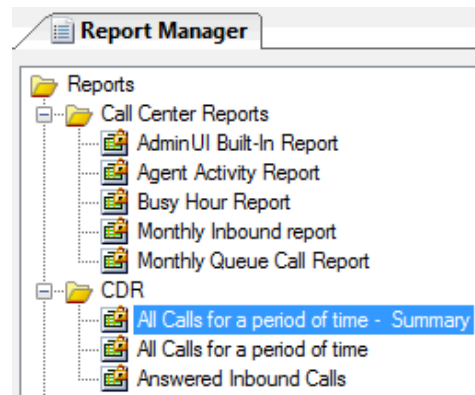 Report Manager
Reports
Call Center Reports
AdminUI Built-In Report
Agent Activity Report
Busy Hour Report
Monthly Inbound report
Monthly Queue Call Report
CDR
All Calls for a period of time - Summary
All Calls for a period of time
Answered Inbound Calls